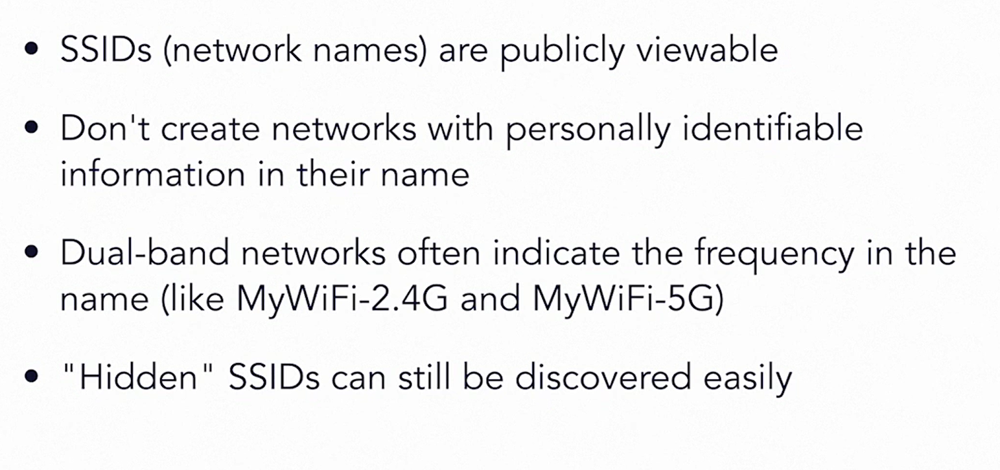 • SSIDs (network names) are publicly viewable
• Don't create networks with personally identifiable
information in their name
• Dual-band networks often indicate the frequency in the
name (like MyWiFi-2.4G and MyWiFi-5G)
• "Hidden" SSIDs can still be discovered easily